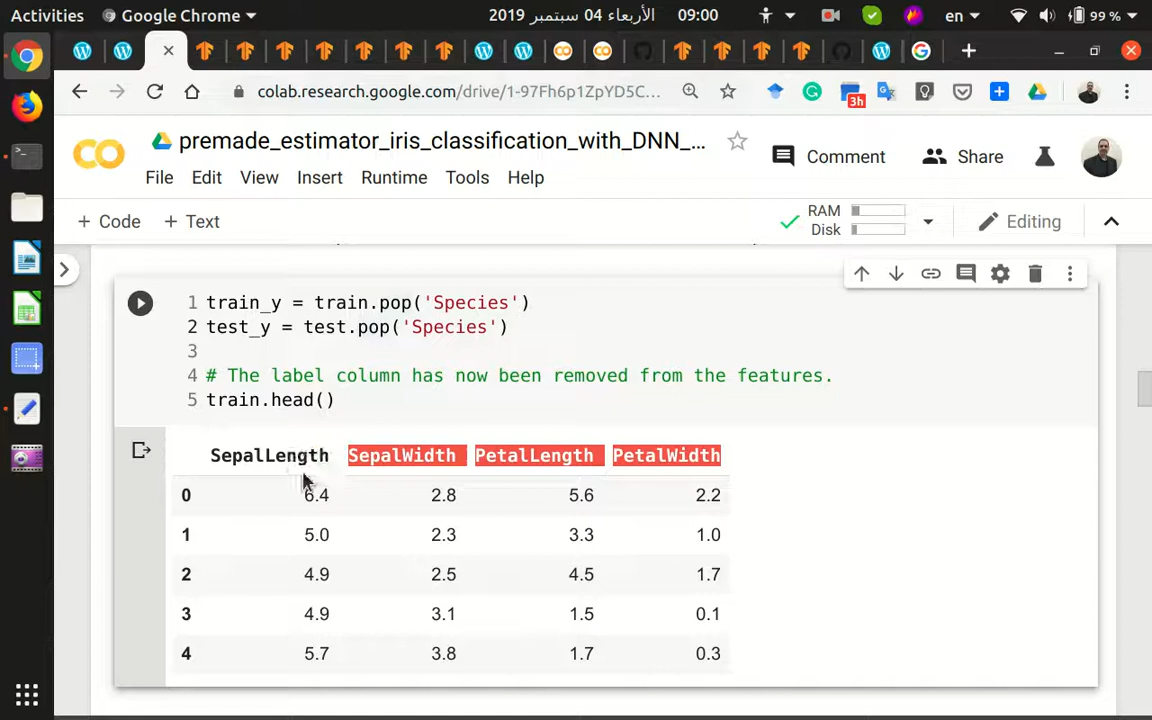 Activities Google Chrome الأربعاء 04 سبتمبر 2019 09:00 en 99 %
colab.research.google.com/drive/1-97Fh6p1ZpYD5C... 3h
premade_estimator_iris_classification_with_DNN_... Comment Share
File Edit View Insert Runtime Tools Help
+ Code + Text RAM Disk Editing
1 train_y = train.pop('Species')
2 test_y = test.pop('Species')
3
4 # The label column has now been removed from the features.
5 train.head()
SepalLength SepalWidth PetalLength PetalWidth
0 6.4 2.8 5.6 2.2
1 5.0 2.3 3.3 1.0
2 4.9 2.5 4.5 1.7
3 4.9 3.1 1.5 0.1
4 5.7 3.8 1.7 0.3